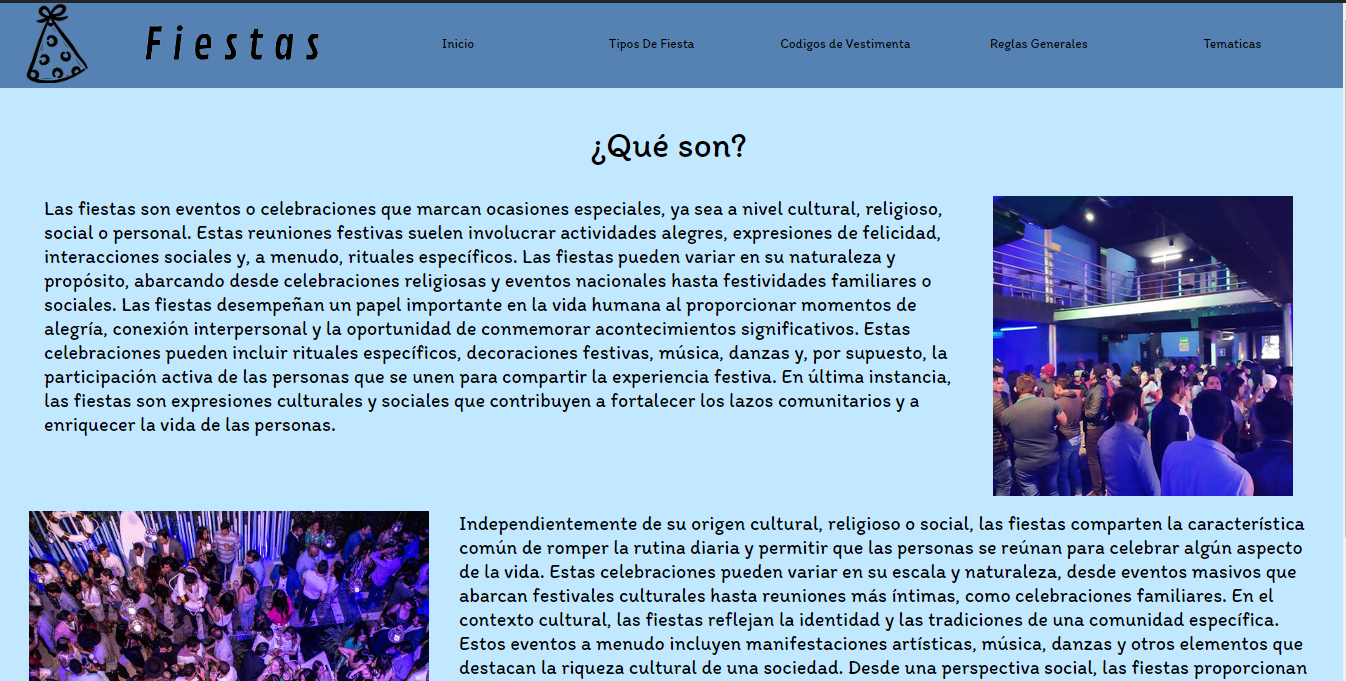 Fiestas
Inicio
Tipos De Fiesta
Codigos de Vestimenta
Reglas Generales
Tematicas
¿Qué son?
Las fiestas son eventos o celebraciones que marcan ocasiones especiales, ya sea a nivel cultural, religioso,
social o personal. Estas reuniones festivas suelen involucrar actividades alegres, expresiones de felicidad,
interacciones sociales y, a menudo, rituales específicos. Las fiestas pueden variar en su naturaleza y
propósito, abarcando desde celebraciones religiosas y eventos nacionales hasta festividades familiares o
sociales. Las fiestas desempeñan un papel importante en la vida humana al proporcionar momentos de
alegría, conexión interpersonal y la oportunidad de conmemorar acontecimientos significativos. Estas
celebraciones pueden incluir rituales específicos, decoraciones festivas, música, danzas y, por supuesto, la
participación activa de las personas que se unen para compartir la experiencia festiva. En última instancia,
las fiestas son expresiones culturales y sociales que contribuyen a fortalecer los lazos comunitarios y a
enriquecer la vida de las personas.
Independientemente de su origen cultural, religioso o social, las fiestas comparten la característica
común de romper la rutina diaria y permitir que las personas se reúnan para celebrar algún aspecto
de la vida. Estas celebraciones pueden variar en su escala y naturaleza, desde eventos masivos que
abarcan festivales culturales hasta reuniones más íntimas, como celebraciones familiares. En el
contexto cultural, las fiestas reflejan la identidad y las tradiciones de una comunidad específica.
Estos eventos a menudo incluyen manifestaciones artísticas, música, danzas y otros elementos que
destacan la riqueza cultural de una sociedad. Desde una perspectiva social, las fiestas proporcionan